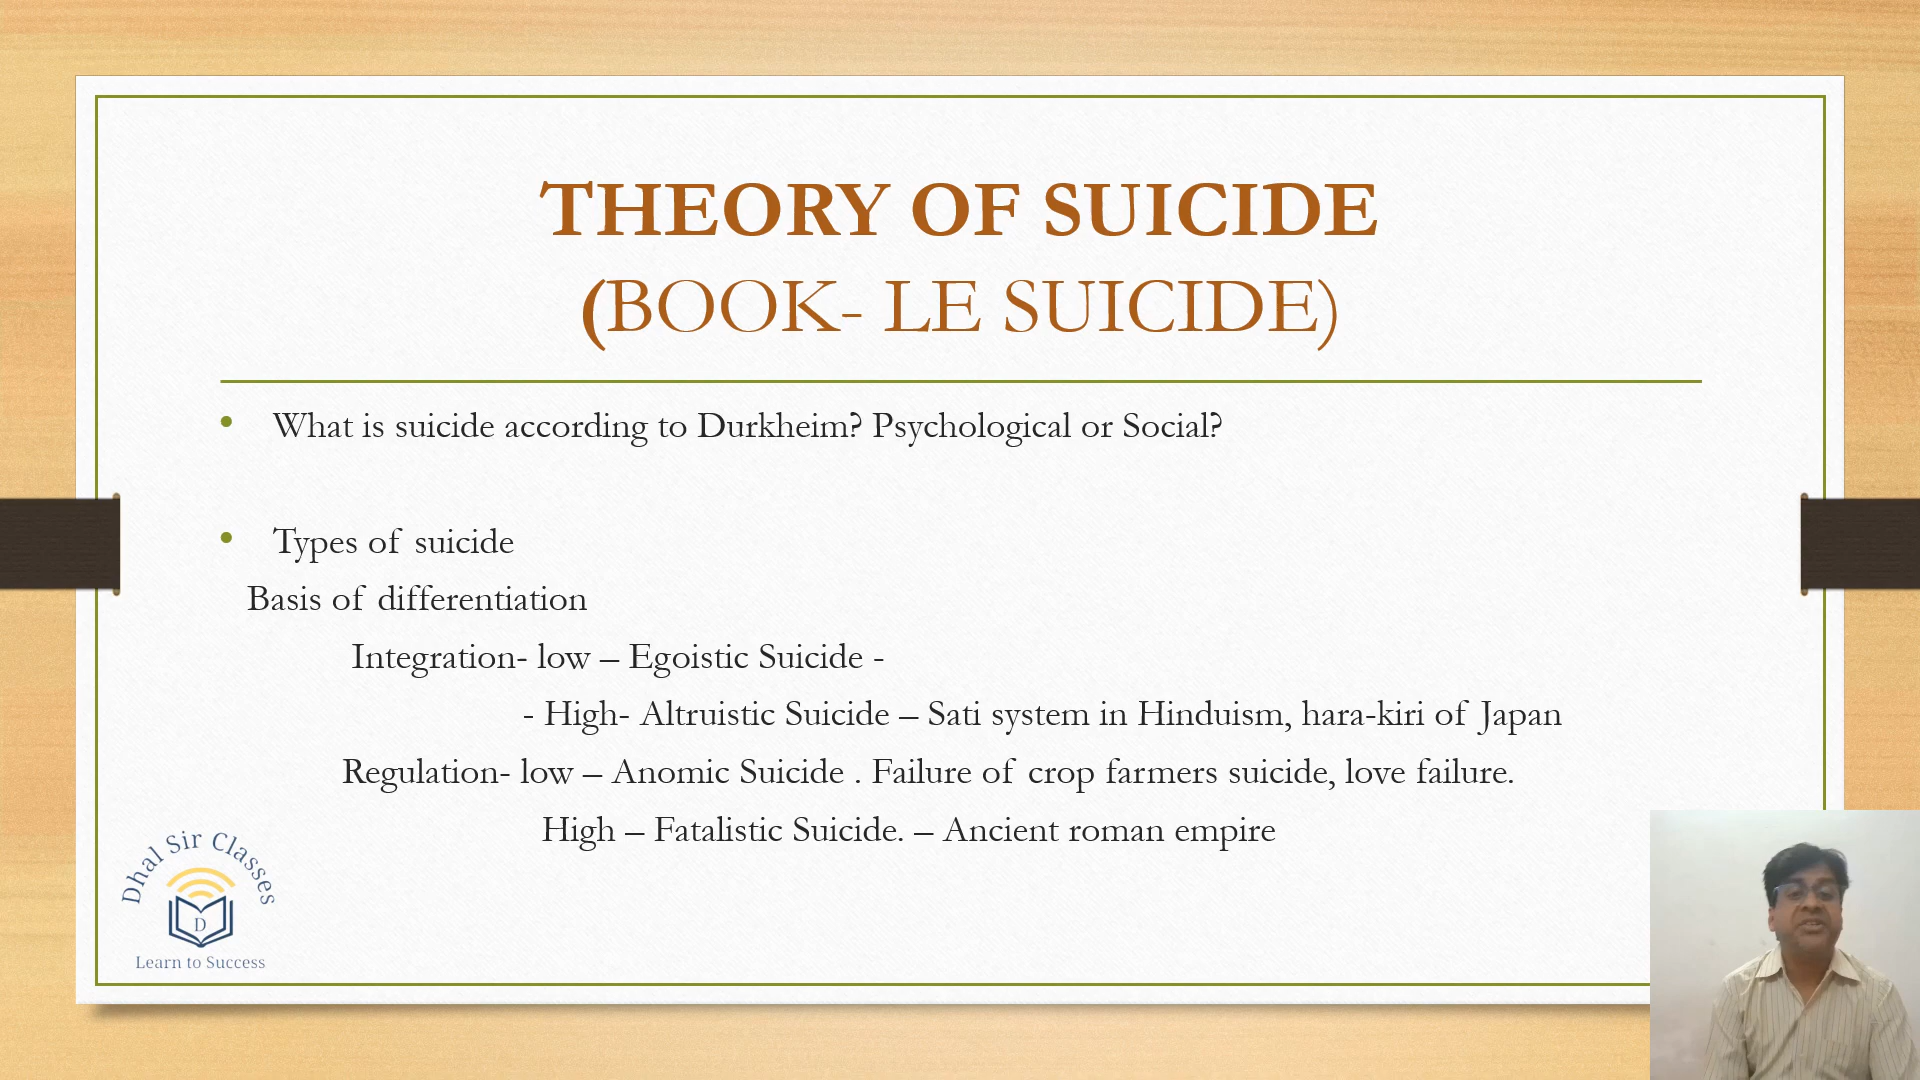 THEORY OF SUICIDE
(BOOK- LE SUICIDE)
• What is suicide according to Durkheim? Psychological or Social?
• Types of suicide
Basis of differentiation
Integration- low – Egoistic Suicide -
- High- Altruistic Suicide – Sati system in Hinduism, hara-kiri of Japan
Regulation- low – Anomic Suicide . Failure of crop farmers suicide, love failure.
High – Fatalistic Suicide. – Ancient roman empire
Dhal Sir Classes
D
Learn to Success